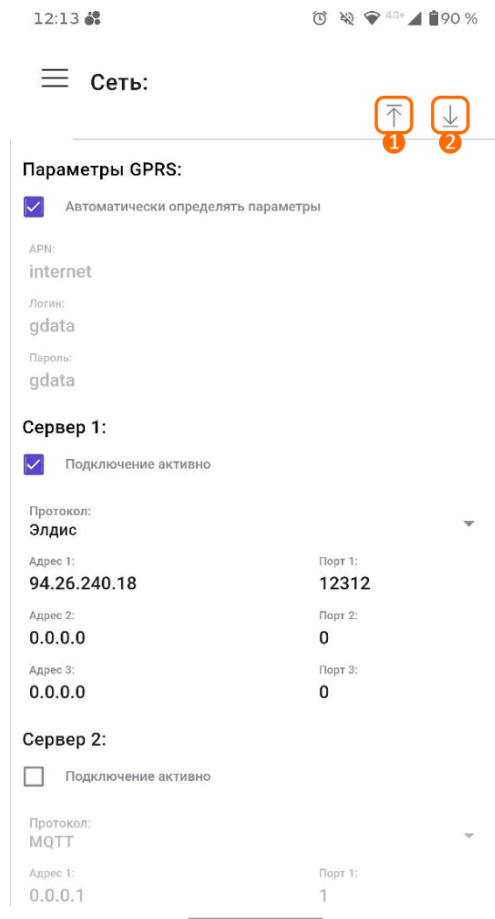 12:13 4G+ 90 %
Сеть:
1 2
Параметры GPRS:
Автоматически определять параметры
APN:
internet
Логин:
gdata
Пароль:
gdata
Сервер 1:
Подключение активно
Протокол:
Элдис
Адрес 1: Порт 1:
94.26.240.18 12312
Адрес 2: Порт 2:
0.0.0.0 0
Адрес 3: Порт 3:
0.0.0.0 0
Сервер 2:
Подключение активно
Протокол:
MQTT
Адрес 1: Порт 1:
0.0.0.1 1